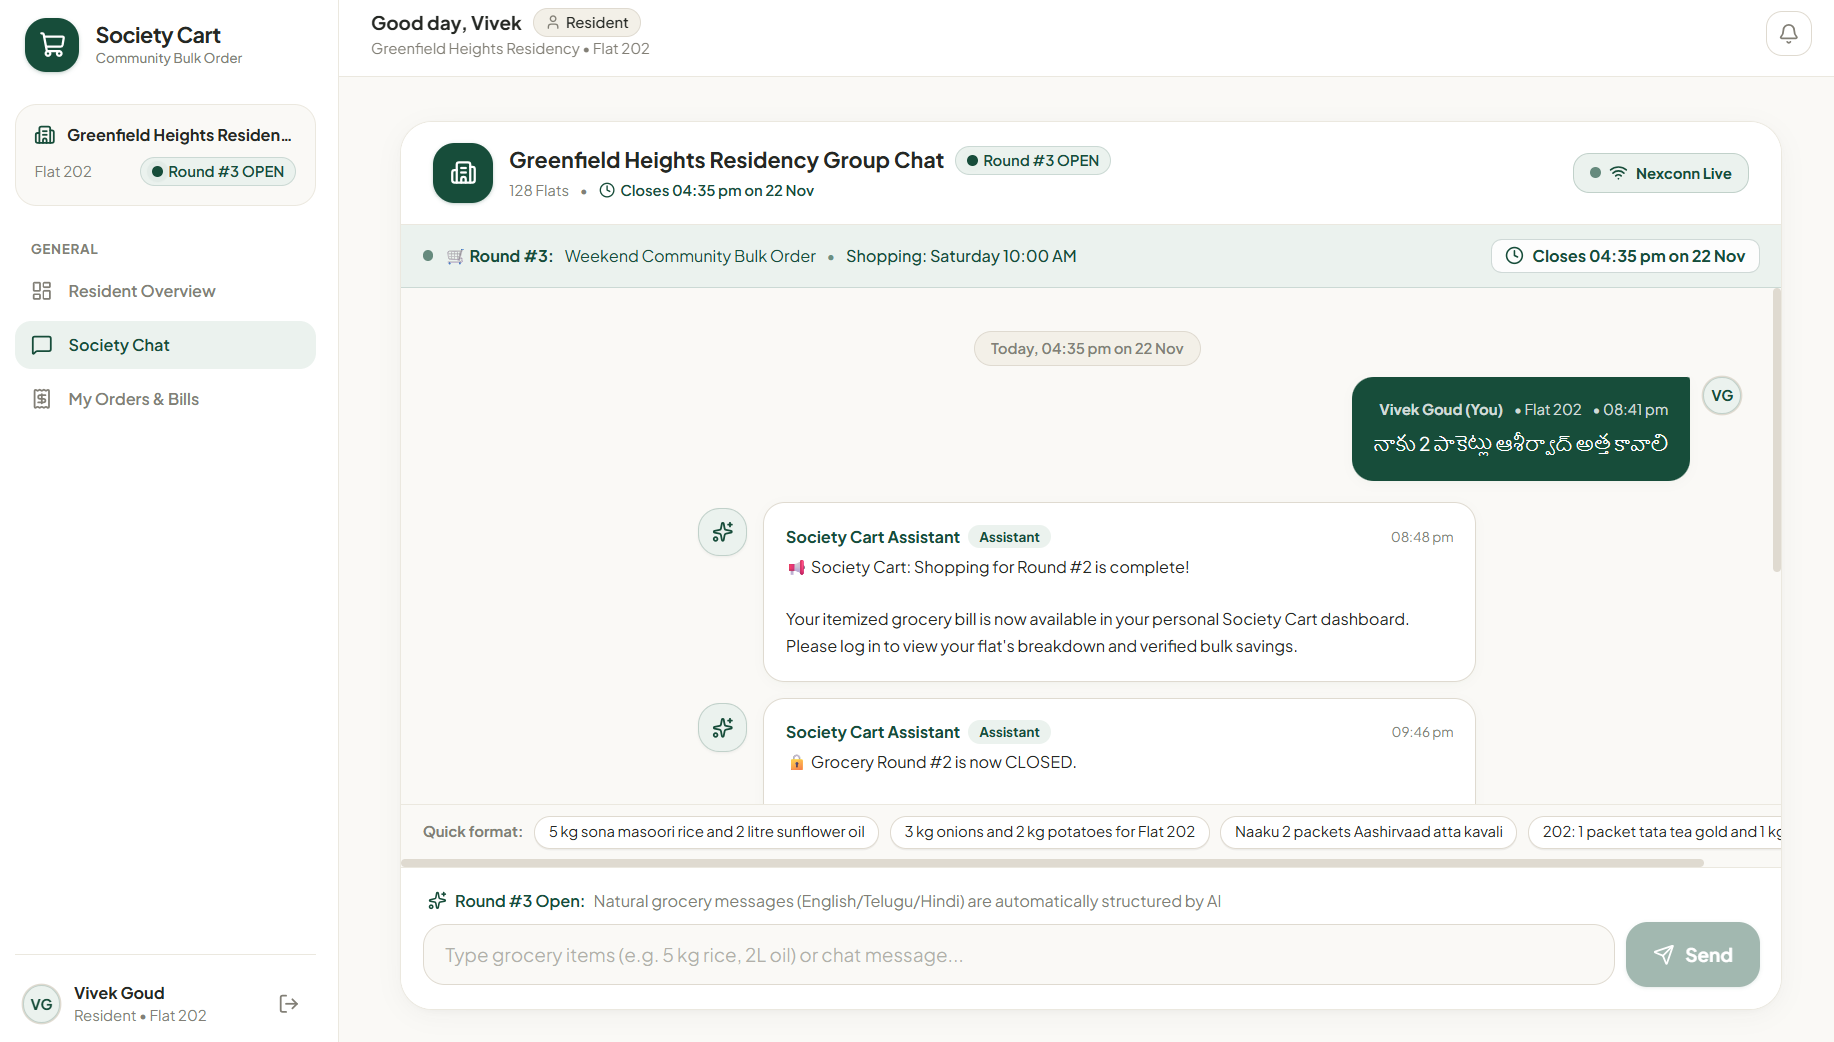 Society Cart
Community Bulk Order
Greenfield Heights Residen...
Flat 202
Round #3 OPEN
GENERAL
Resident Overview
Society Chat
My Orders & Bills
VG
Vivek Goud
Resident • Flat 202
Good day, Vivek
Resident
Greenfield Heights Residency • Flat 202
Greenfield Heights Residency Group Chat
Round #3 OPEN
128 Flats • Closes 04:35 pm on 22 Nov
Nexconn Live
🛒 Round #3: Weekend Community Bulk Order • Shopping: Saturday 10:00 AM
Closes 04:35 pm on 22 Nov
Today, 04:35 pm on 22 Nov
Vivek Goud (You) • Flat 202 • 08:41 pm
నాకు 2 పాకెట్లు ఆశీర్వాద్ అత్త కావాలి
VG
Society Cart Assistant Assistant 08:48 pm
📢 Society Cart: Shopping for Round #2 is complete!
Your itemized grocery bill is now available in your personal Society Cart dashboard.
Please log in to view your flat's breakdown and verified bulk savings.
Society Cart Assistant Assistant 09:46 pm
🔒 Grocery Round #2 is now CLOSED.
Quick format:
5 kg sona masoori rice and 2 litre sunflower oil
3 kg onions and 2 kg potatoes for Flat 202
Naaku 2 packets Aashirvaad atta kavali
202: 1 packet tata tea gold and 1 kg
Round #3 Open: Natural grocery messages (English/Telugu/Hindi) are automatically structured by AI
Type grocery items (e.g. 5 kg rice, 2L oil) or chat message...
Send